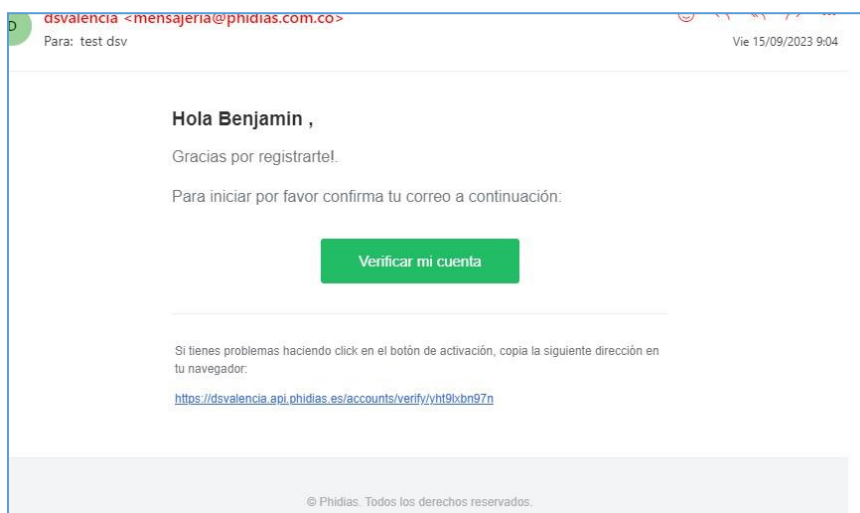 D
dsvalencia <mensajeria@phidias.com.co>
Para: test dsv
Vie 15/09/2023 9:04
Hola Benjamin ,
Gracias por registrarte!.
Para iniciar por favor confirma tu correo a continuación:
Verificar mi cuenta
Si tienes problemas haciendo click en el botón de activación, copia la siguiente dirección en
tu navegador:
https://dsvalencia.api.phidias.es/accounts/verify/yht9lxbn97n
© Phidias. Todos los derechos reservados.